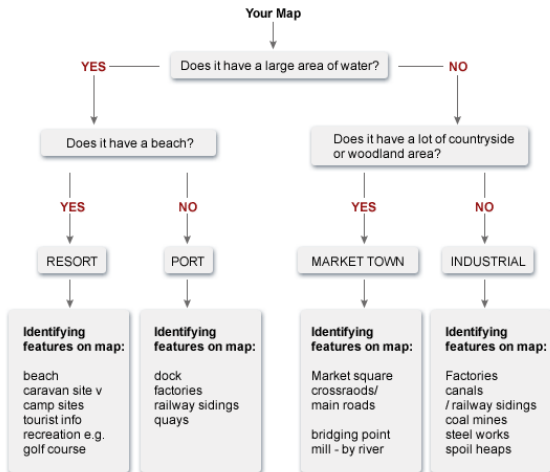 Your Map
Does it have a large area of water?
YES
NO
Does it have a beach?
Does it have a lot of countryside
or woodland area?
YES
NO
YES
NO
RESORT
PORT
MARKET TOWN
INDUSTRIAL
Identifying
features on map:
beach
caravan site v
camp sites
tourist info
recreation e.g.
golf course
Identifying
features on map:
dock
factories
railway sidings
quays
Identifying
features on map:
Market square
crossraods/
main roads
bridging point
mill - by river
Identifying
features on map:
Factories
canals
/ railway sidings
coal mines
steel works
spoil heaps